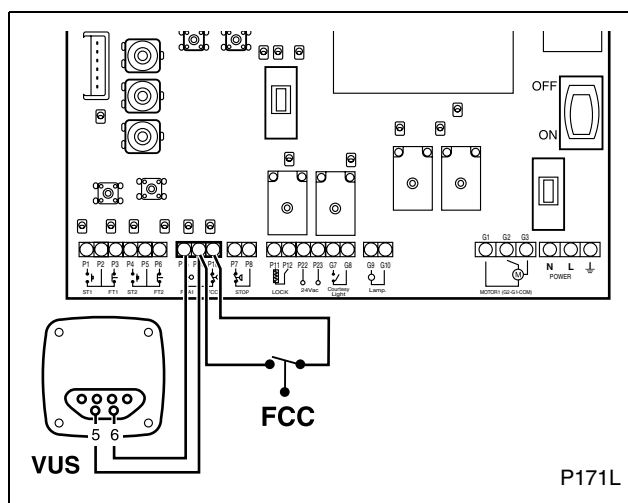 OFF
ON
P1 P2 P3 P4 P5 P6 P7 P8 P11 P12 P22 P23 G7 G8 G9 G10 G1 G2 G3
ST1 FT1 ST2 FT2 STOP LOCK 24Vac Courtesy Light Lamp. M MOTOR1 (G2-G1-COM) N L POWER
5 6
VUS
FCC
P171L